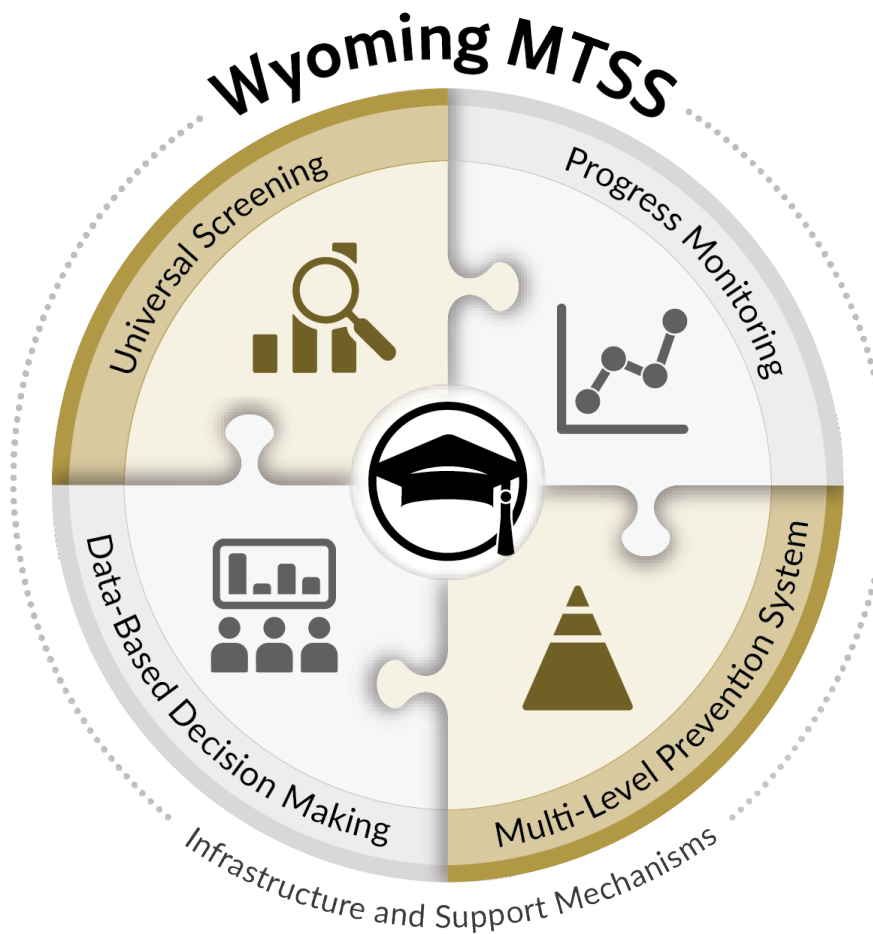 Wyoming MTSS
Universal Screening
Progress Monitoring
Data-Based Decision Making
Multi-Level Prevention System
Infrastructure and Support Mechanisms